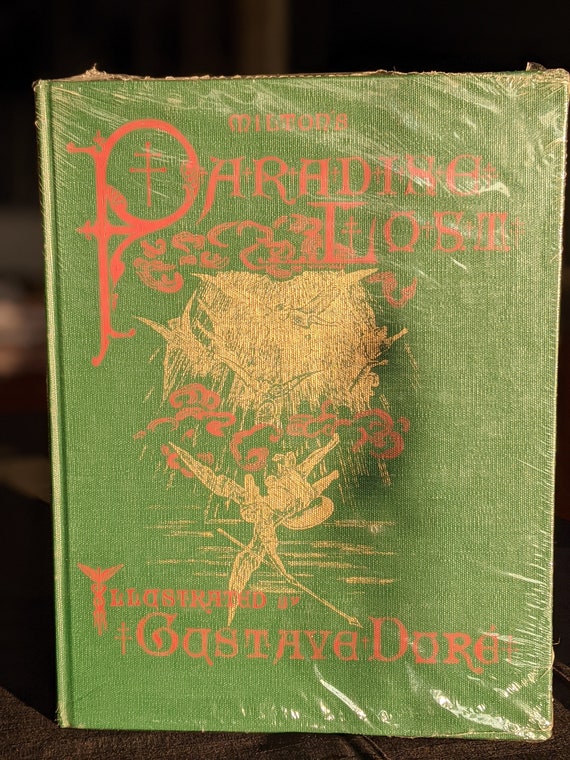 MILTON'S
PARADISE
LOST
ILLUSTRATED BY
GUSTAVE DORÉ